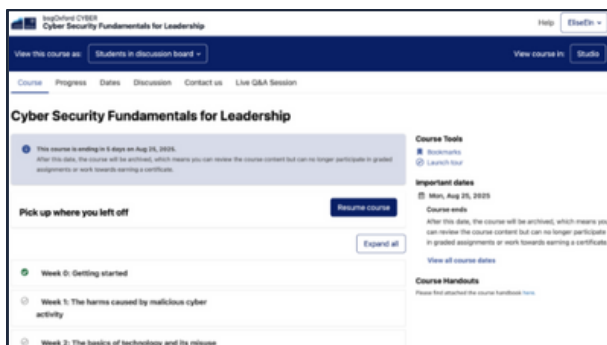 bsgOxford CYBER
Cyber Security Fundamentals for Leadership
Help
EliseEln
View this course as:
Students in discussion board
View course in:
Studio
Course Progress Dates Discussion Contact us Live Q&A Session
Cyber Security Fundamentals for Leadership
This course is ending in 5 days on Aug 25, 2025.
After this date, the course will be archived, which means you can review the course content but can no longer participate in graded
assignments or work towards earning a certificate.
Pick up where you left off
Resume course
Expand all
Week 0: Getting started
Week 1: The harms caused by malicious cyber
activity
Week 2: The basics of technology and its misuse
Course Tools
Bookmarks
Launch tour
Important dates
Mon, Aug 25, 2025
Course ends
After this date, the course will be archived, which means you
can review the course content but can no longer participate
in graded assignments or work towards earning a certificate
View all course dates
Course Handouts
Please find attached the course handbook here.